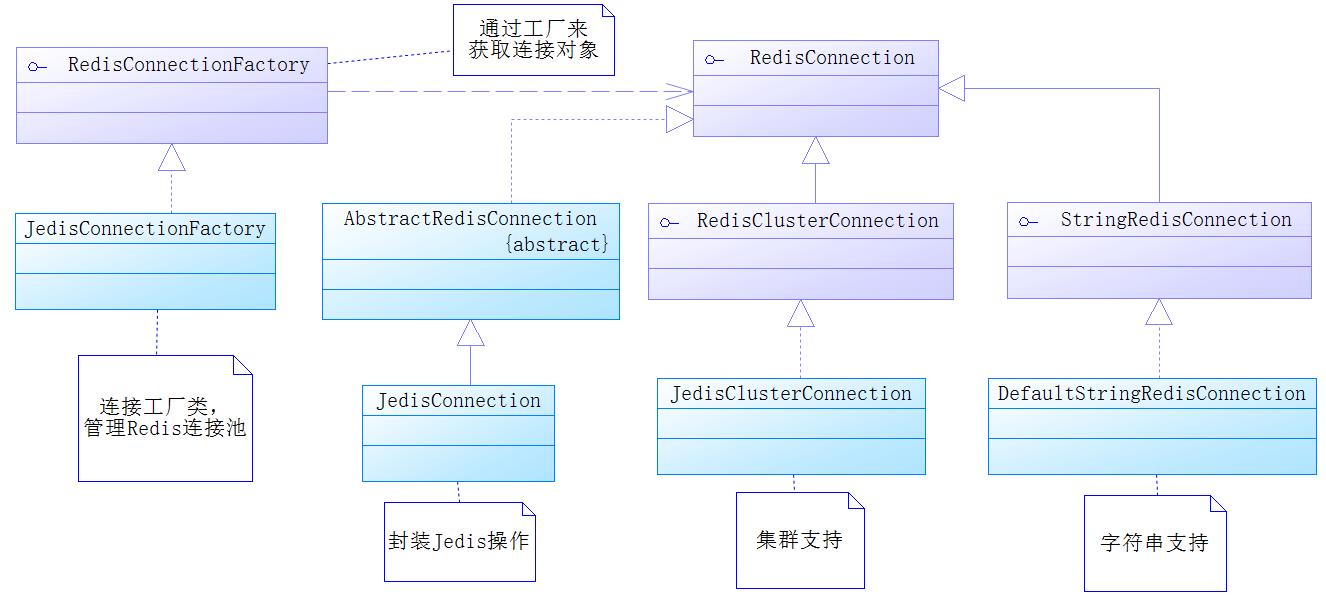 通过工厂来
获取连接对象
RedisConnectionFactory
RedisConnection
JedisConnectionFactory
AbstractRedisConnection
{abstract}
RedisClusterConnection
StringRedisConnection
连接工厂类，
管理Redis连接池
JedisConnection
JedisClusterConnection
DefaultStringRedisConnection
封装Jedis操作
集群支持
字符串支持